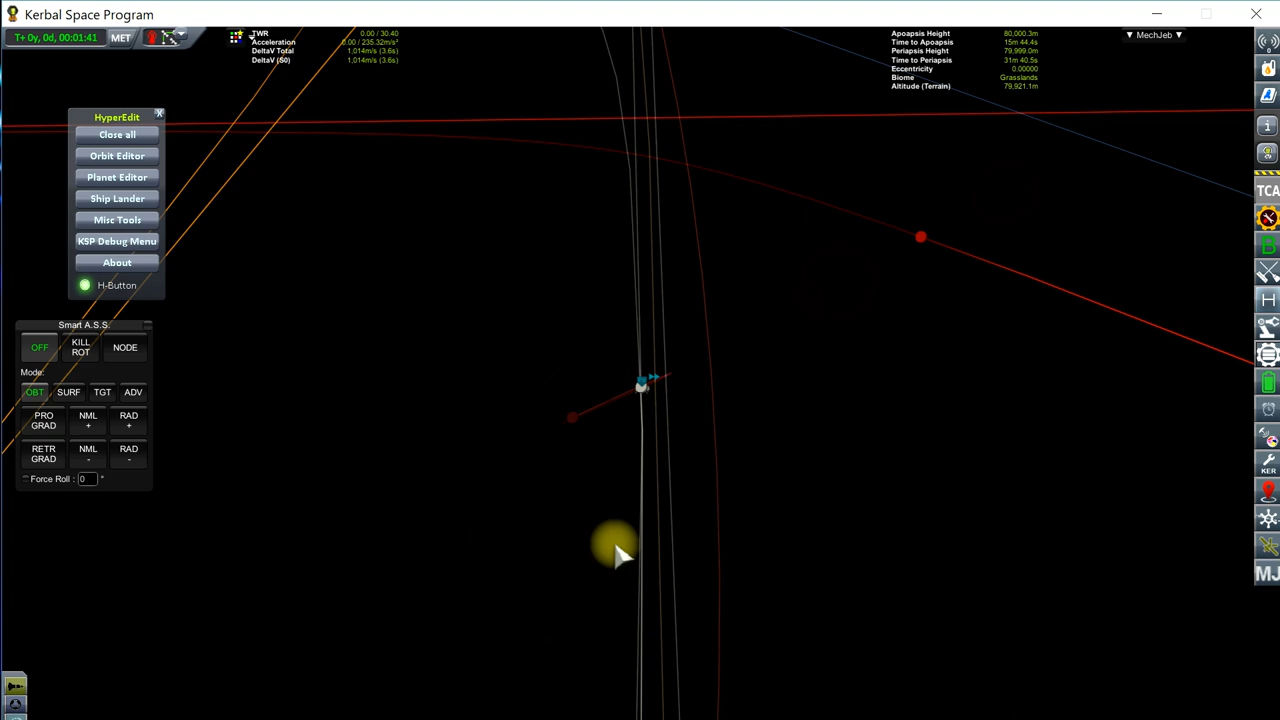 Kerbal Space Program
T+ 0y, 0d, 00:01:41 MET
TWR 0.00 / 30.40
Acceleration 0.00 / 235.32m/s²
DeltaV Total 1,014m/s (3.6s)
DeltaV (S0) 1,014m/s (3.6s)
Apoapsis Height 80,000.3m
Time to Apoapsis 15m 44.4s
Periapsis Height 79,999.0m
Time to Periapsis 31m 40.5s
Eccentricity 0.00000
Biome Grasslands
Altitude (Terrain) 79,921.1m
▼ MechJeb ▼
HyperEdit X
Close all
Orbit Editor
Planet Editor
Ship Lander
Misc Tools
KSP Debug Menu
About
H-Button
Smart A.S.S.
OFF KILL ROT NODE
Mode:
OBT SURF TGT ADV
PRO GRAD NML + RAD +
RETR GRAD NML - RAD -
Force Roll : 0 °
TCA
KER
MJ